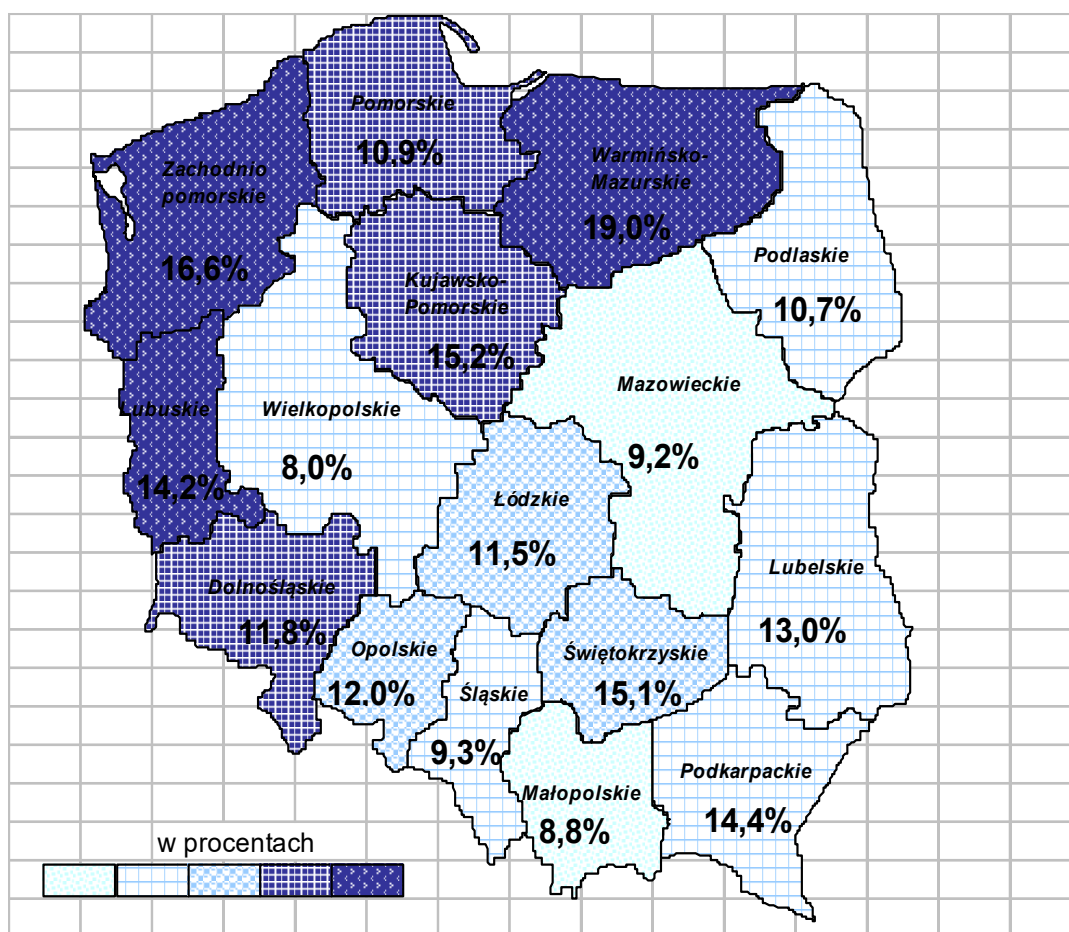 Pomorskie
10,9%
Zachodnio
pomorskie
16,6%
Warmińsko-
Mazurskie
19,0%
Podlaskie
10,7%
Kujawsko-
Pomorskie
15,2%
Mazowieckie
9,2%
Lubuskie
14,2%
Wielkopolskie
8,0%
Łódzkie
11,5%
Lubelskie
13,0%
Dolnośląskie
11,8%
Opolskie
12,0%
Śląskie
9,3%
Świętokrzyskie
15,1%
Podkarpackie
14,4%
Małopolskie
8,8%
w procentach